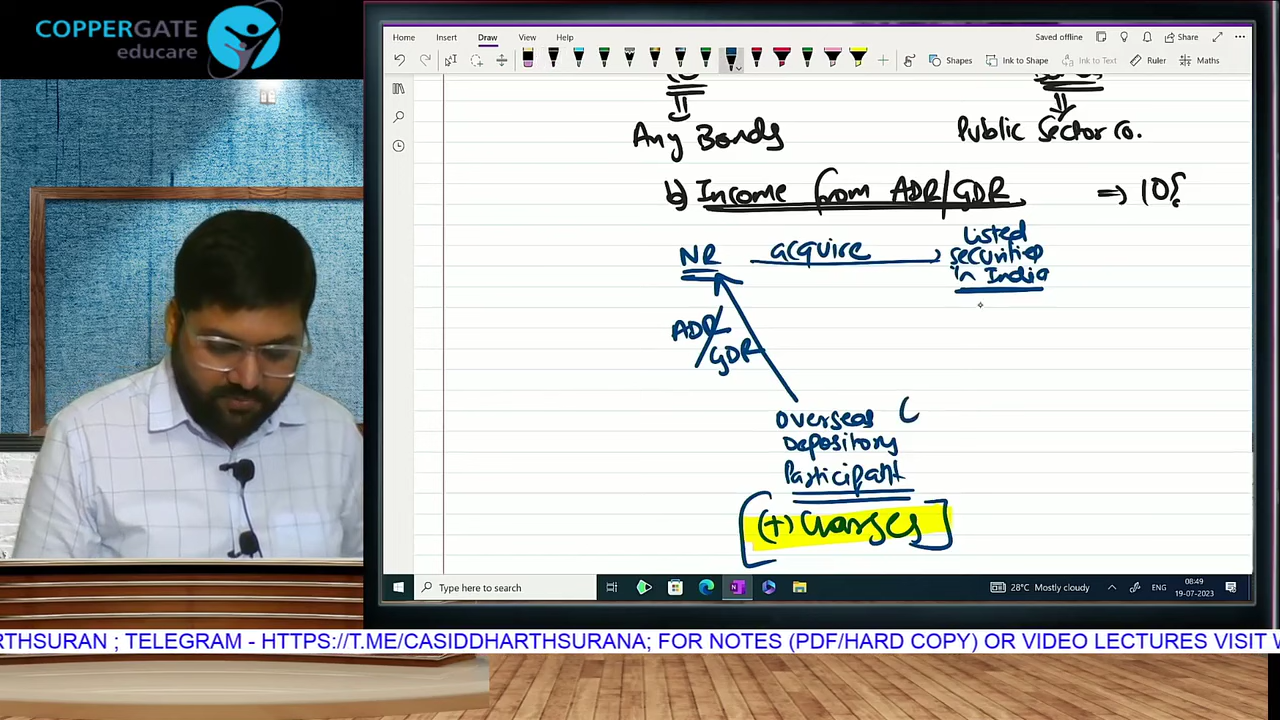 COPPERGATE
educare
Home Insert Draw View Help
Saved offline
Share
Shapes
Ink to Shape
Ink to Text
Ruler
Maths
Any Bonds
Public Sector Co.
b) Income from ADR/GDR ⇒ 10%
NR acquire Listed
securities
in India
ADR/
GDR
Overseas (
Depository
Participant
(+) Charges
Type here to search
28°C Mostly cloudy
ENG
08:49
19-07-2023
RTHSURAN ; TELEGRAM - HTTPS://T.ME/CASIDDHARTHSURANA; FOR NOTES (PDF/HARD COPY) OR VIDEO LECTURES VISIT W